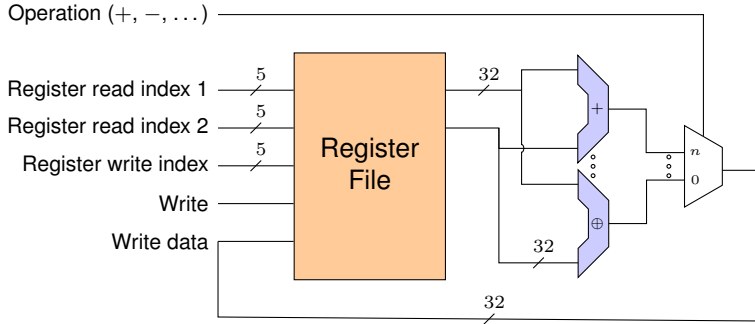 Operation (+, −, . . .)
Register read index 1
5
32
Register read index 2
5
Register write index
5
Write
Write data
Register
File
+
⊕
n
0
32
32